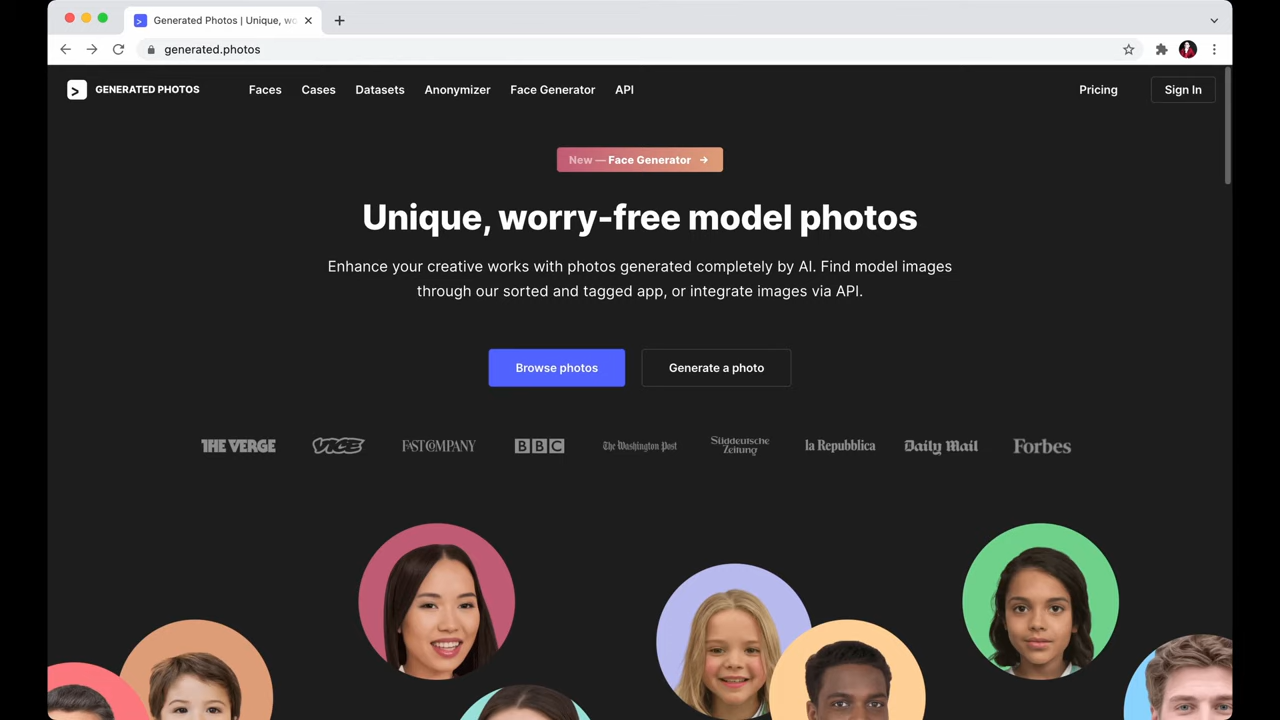 Generated Photos | Unique, wo
generated.photos
GENERATED PHOTOS
Faces
Cases
Datasets
Anonymizer
Face Generator
API
Pricing
Sign In
New — Face Generator →
Unique, worry-free model photos
Enhance your creative works with photos generated completely by AI. Find model images
through our sorted and tagged app, or integrate images via API.
Browse photos
Generate a photo
THE VERGE
VICE
FAST COMPANY
BBC
The Washington Post
Süddeutsche
Zeitung
la Repubblica
Daily Mail
Forbes